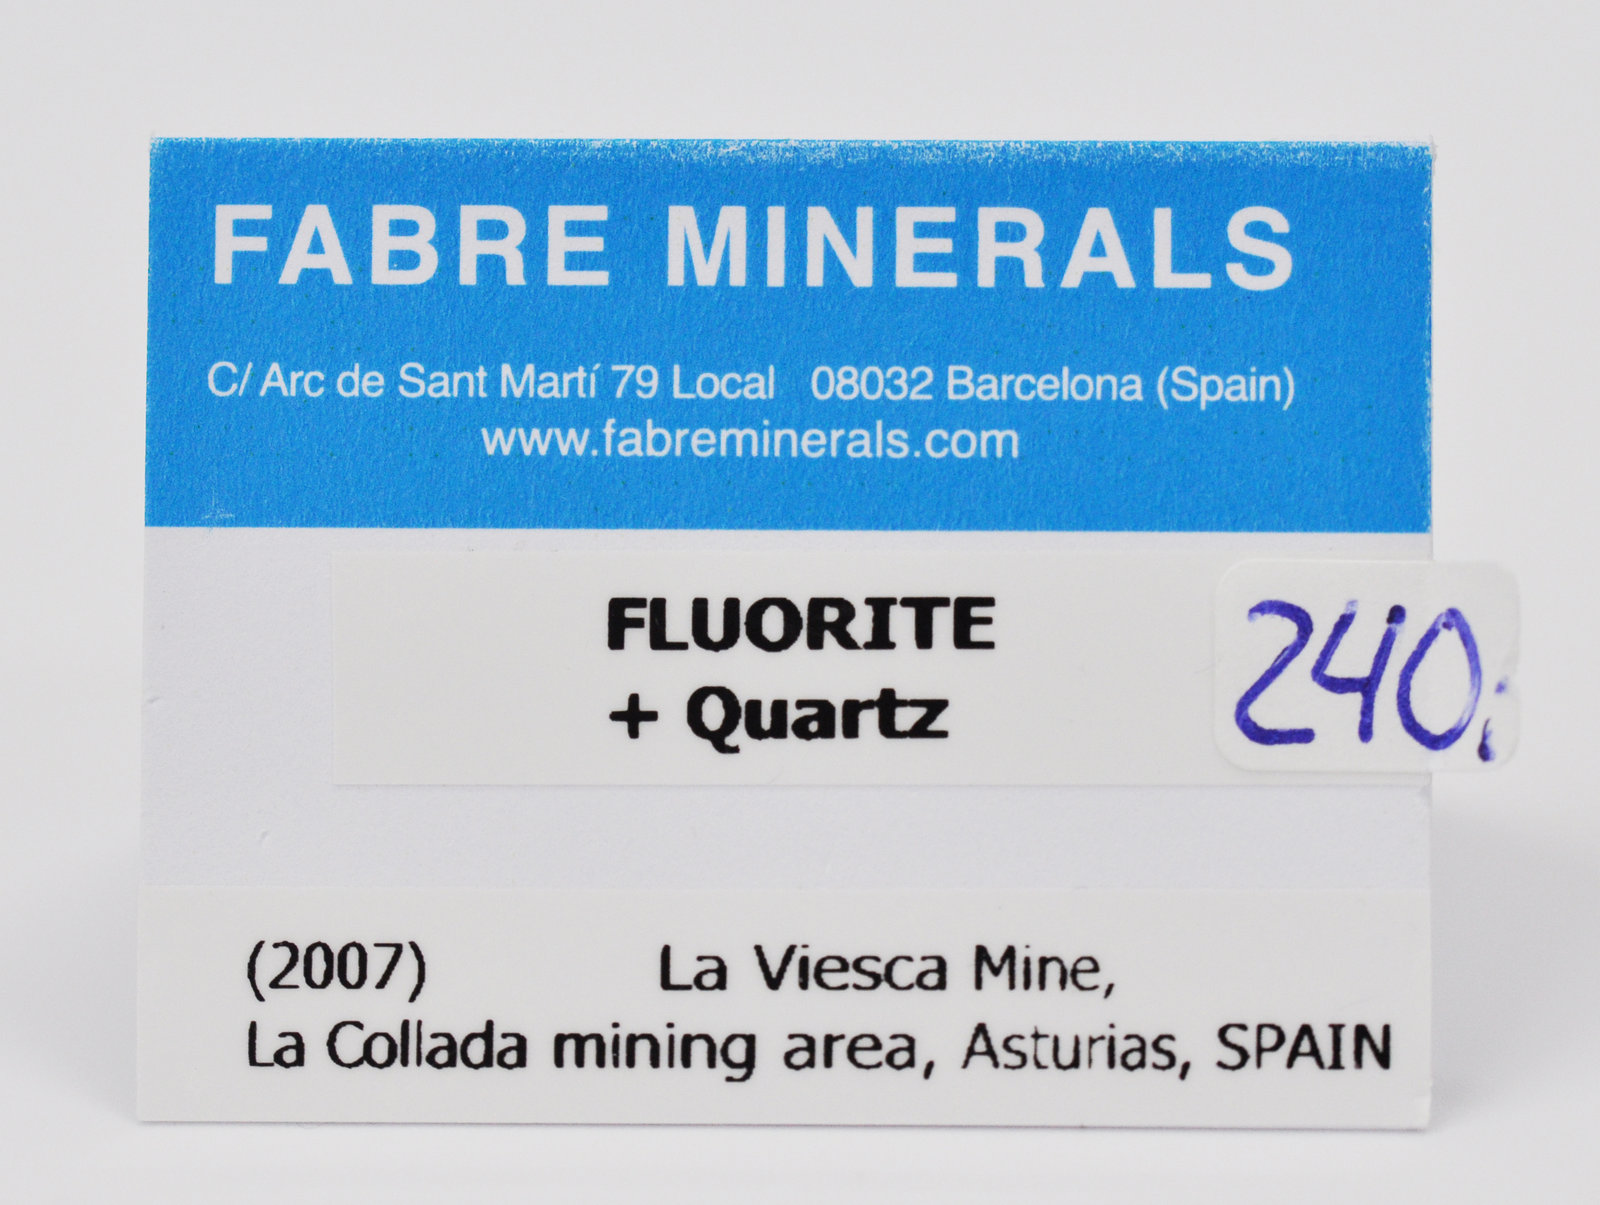 FABRE MINERALS
C/ Arc de Sant Martí 79 Local 08032 Barcelona (Spain)
www.fabreminerals.com
FLUORITE
+ Quartz
240.
(2007) La Viesca Mine,
La Collada mining area, Asturias, SPAIN